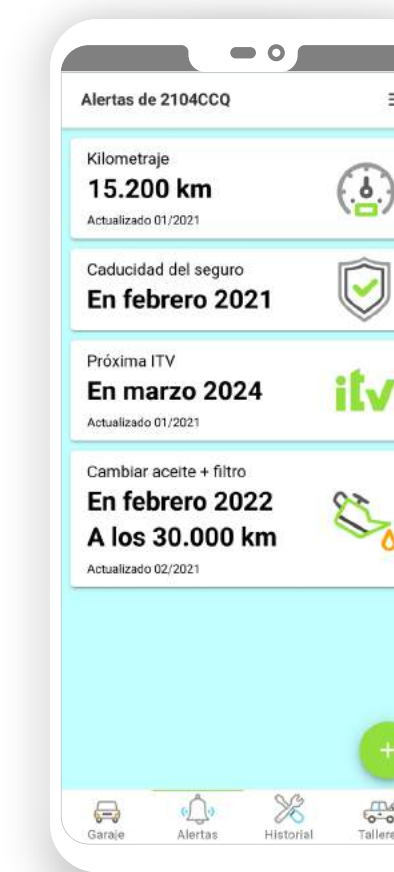 Alertas de 2104CCQ
Kilometraje
15.200 km
Actualizado 01/2021
Caducidad del seguro
En febrero 2021
Próxima ITV
En marzo 2024
Actualizado 01/2021
itv
Cambiar aceite + filtro
En febrero 2022
A los 30.000 km
Actualizado 02/2021
+
Garaje Alertas Historial Tallere